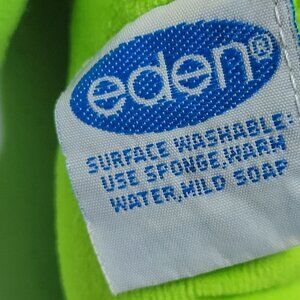 eden®
SURFACE WASHABLE:
USE SPONGE,WARM
WATER,MILD SOAP